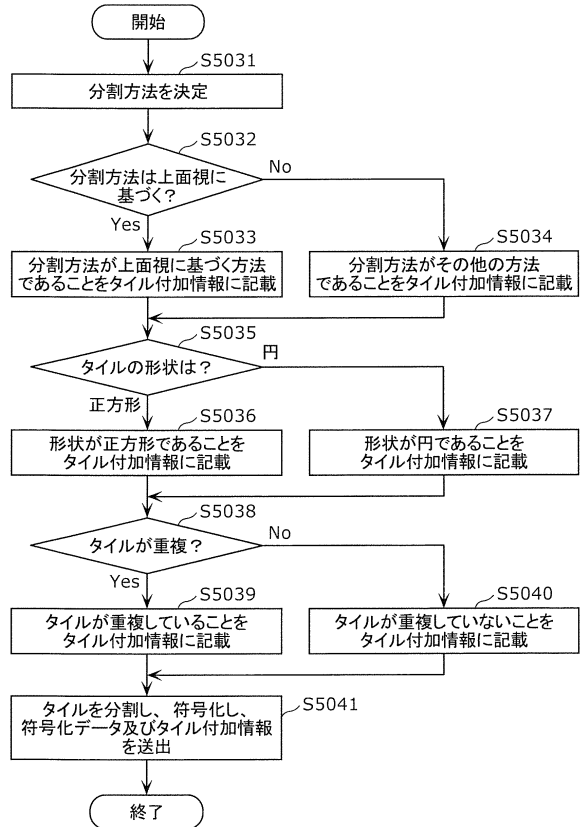 開始
S5031
分割方法を決定
S5032
分割方法は上面視に
基づく?
No
Yes
S5033
分割方法が上面視に基づく方法
であることをタイル付加情報に記載
S5034
分割方法がその他の方法
であることをタイル付加情報に記載
S5035
タイルの形状は?
円
正方形
S5036
形状が正方形であることを
タイル付加情報に記載
S5037
形状が円であることを
タイル付加情報に記載
S5038
タイルが重複?
No
Yes
S5039
タイルが重複していることを
タイル付加情報に記載
S5040
タイルが重複していないことを
タイル付加情報に記載
S5041
タイルを分割し、符号化し、
符号化データ及びタイル付加情報
を送出
終了